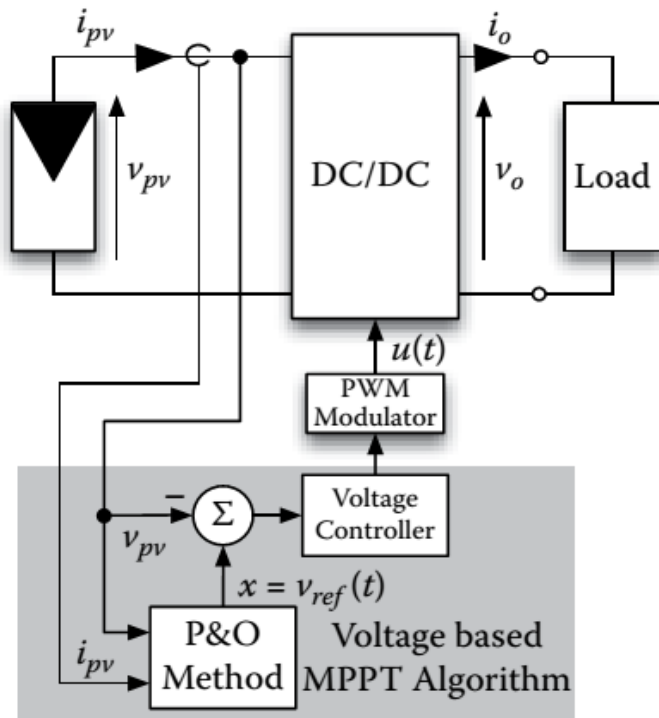 i_pv
i_o
v_pv
DC/DC
v_o
Load
u(t)
PWM
Modulator
−
Σ
Voltage
Controller
v_pv
x = v_ref(t)
P&O
Method
i_pv
Voltage based
MPPT Algorithm